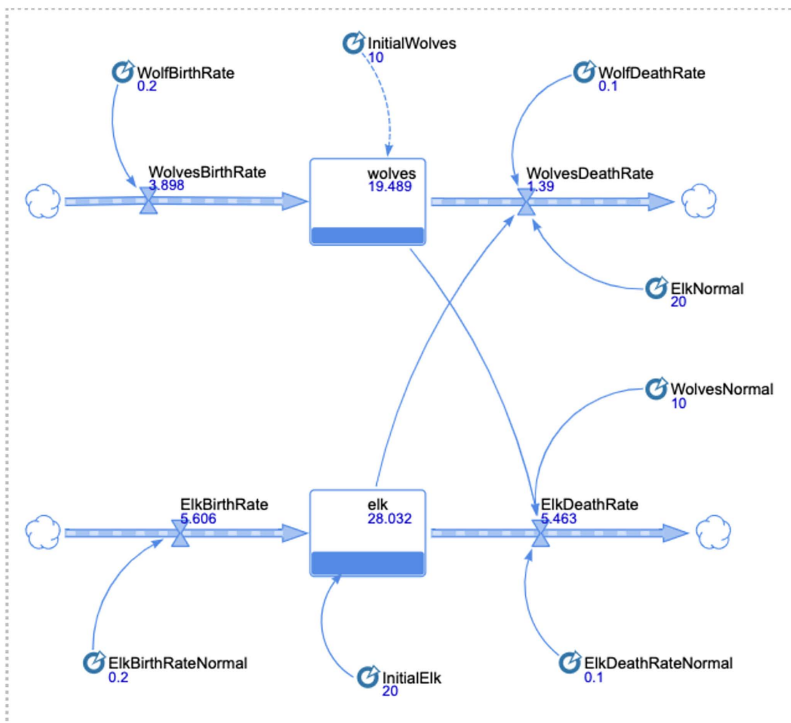 InitialWolves
10
WolfBirthRate
0.2
WolfDeathRate
0.1
WolvesBirthRate
3.898
wolves
19.489
WolvesDeathRate
1.39
ElkNormal
20
WolvesNormal
10
ElkBirthRate
5.606
elk
28.032
ElkDeathRate
5.463
ElkBirthRateNormal
0.2
InitialElk
20
ElkDeathRateNormal
0.1